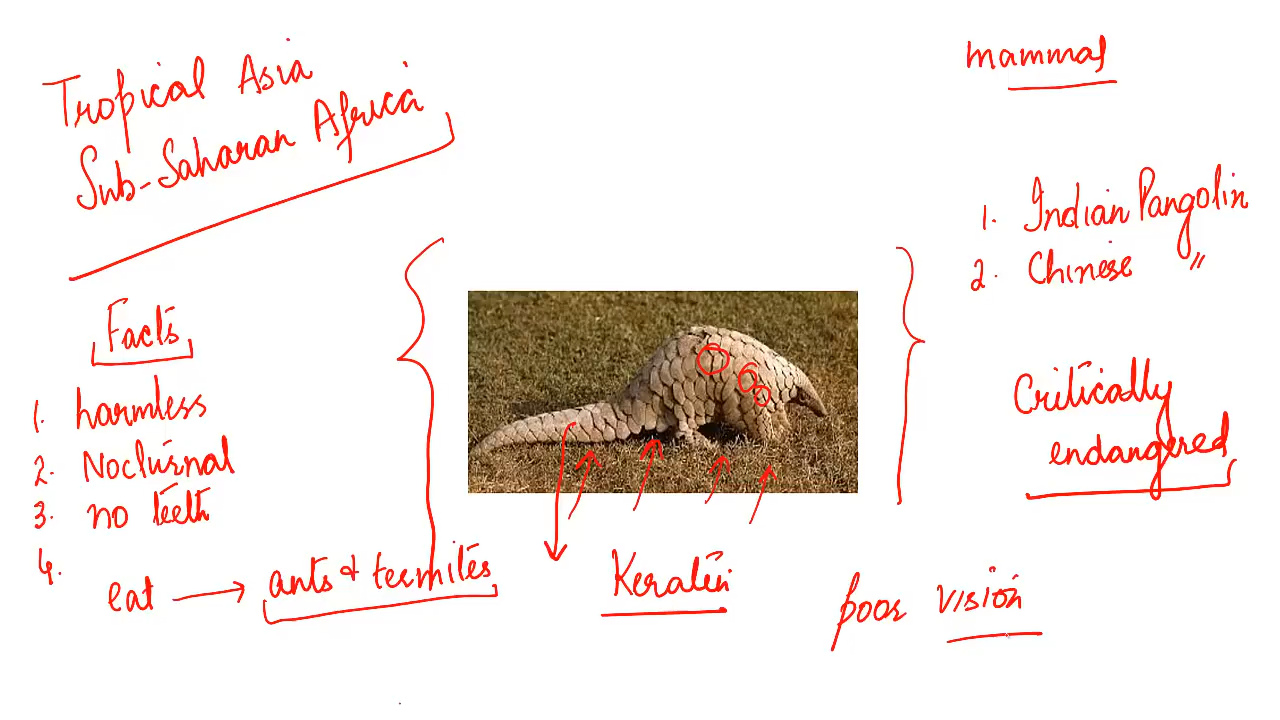 Tropical Asia
Sub-Saharan Africa
mammal
1. Indian Pangolin
2. Chinese "
Facts
1. harmless
2. Nocturnal
3. no teeth
4. eat → ants & termites
Critically
endangered
Keratin
poor vision